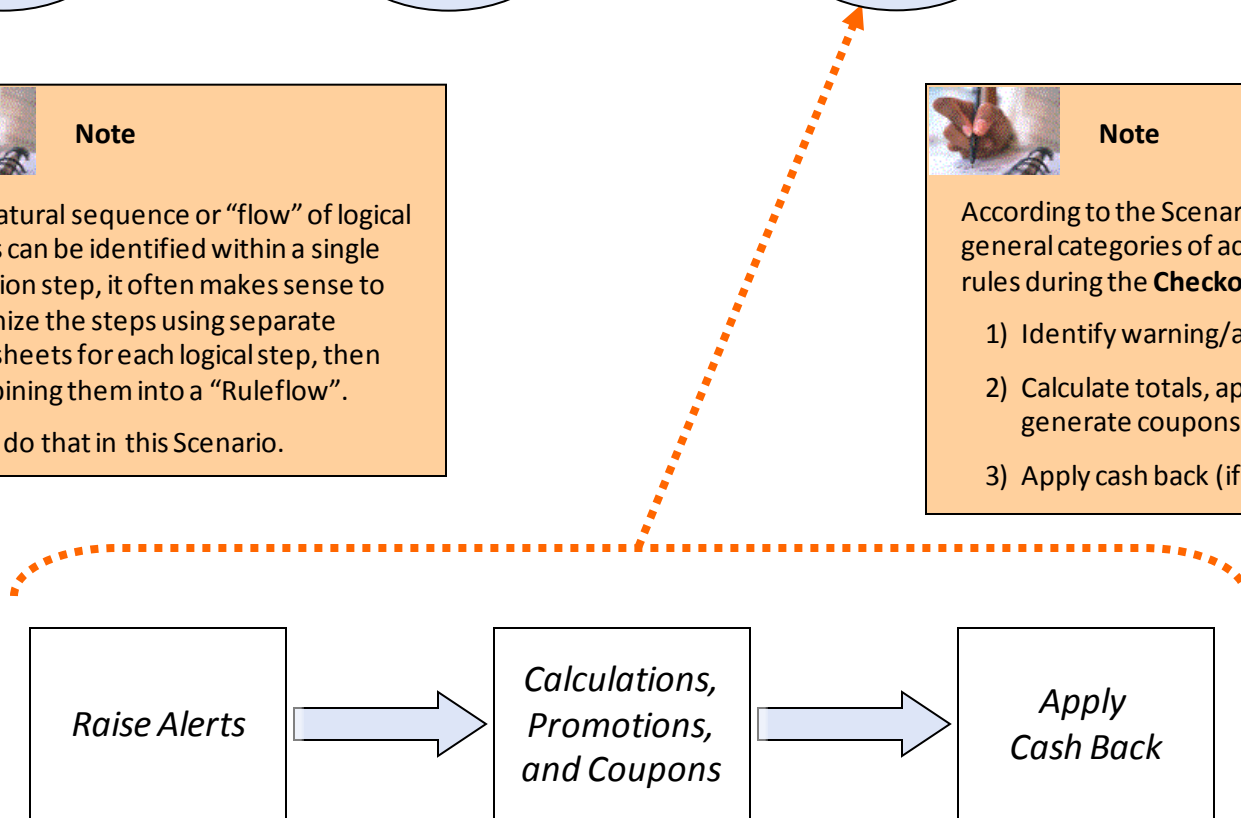 Note
atural sequence or “flow” of logical
can be identified within a single
ion step, it often makes sense to
nize the steps using separate
sheets for each logical step, then
ining them into a “Ruleflow”.
do that in this Scenario.
Note
According to the Scenar
general categories of ac
rules during the Checko
1) Identify warning/a
2) Calculate totals, ap
generate coupons
3) Apply cash back (if
Raise Alerts
Calculations,
Promotions,
and Coupons
Apply
Cash Back